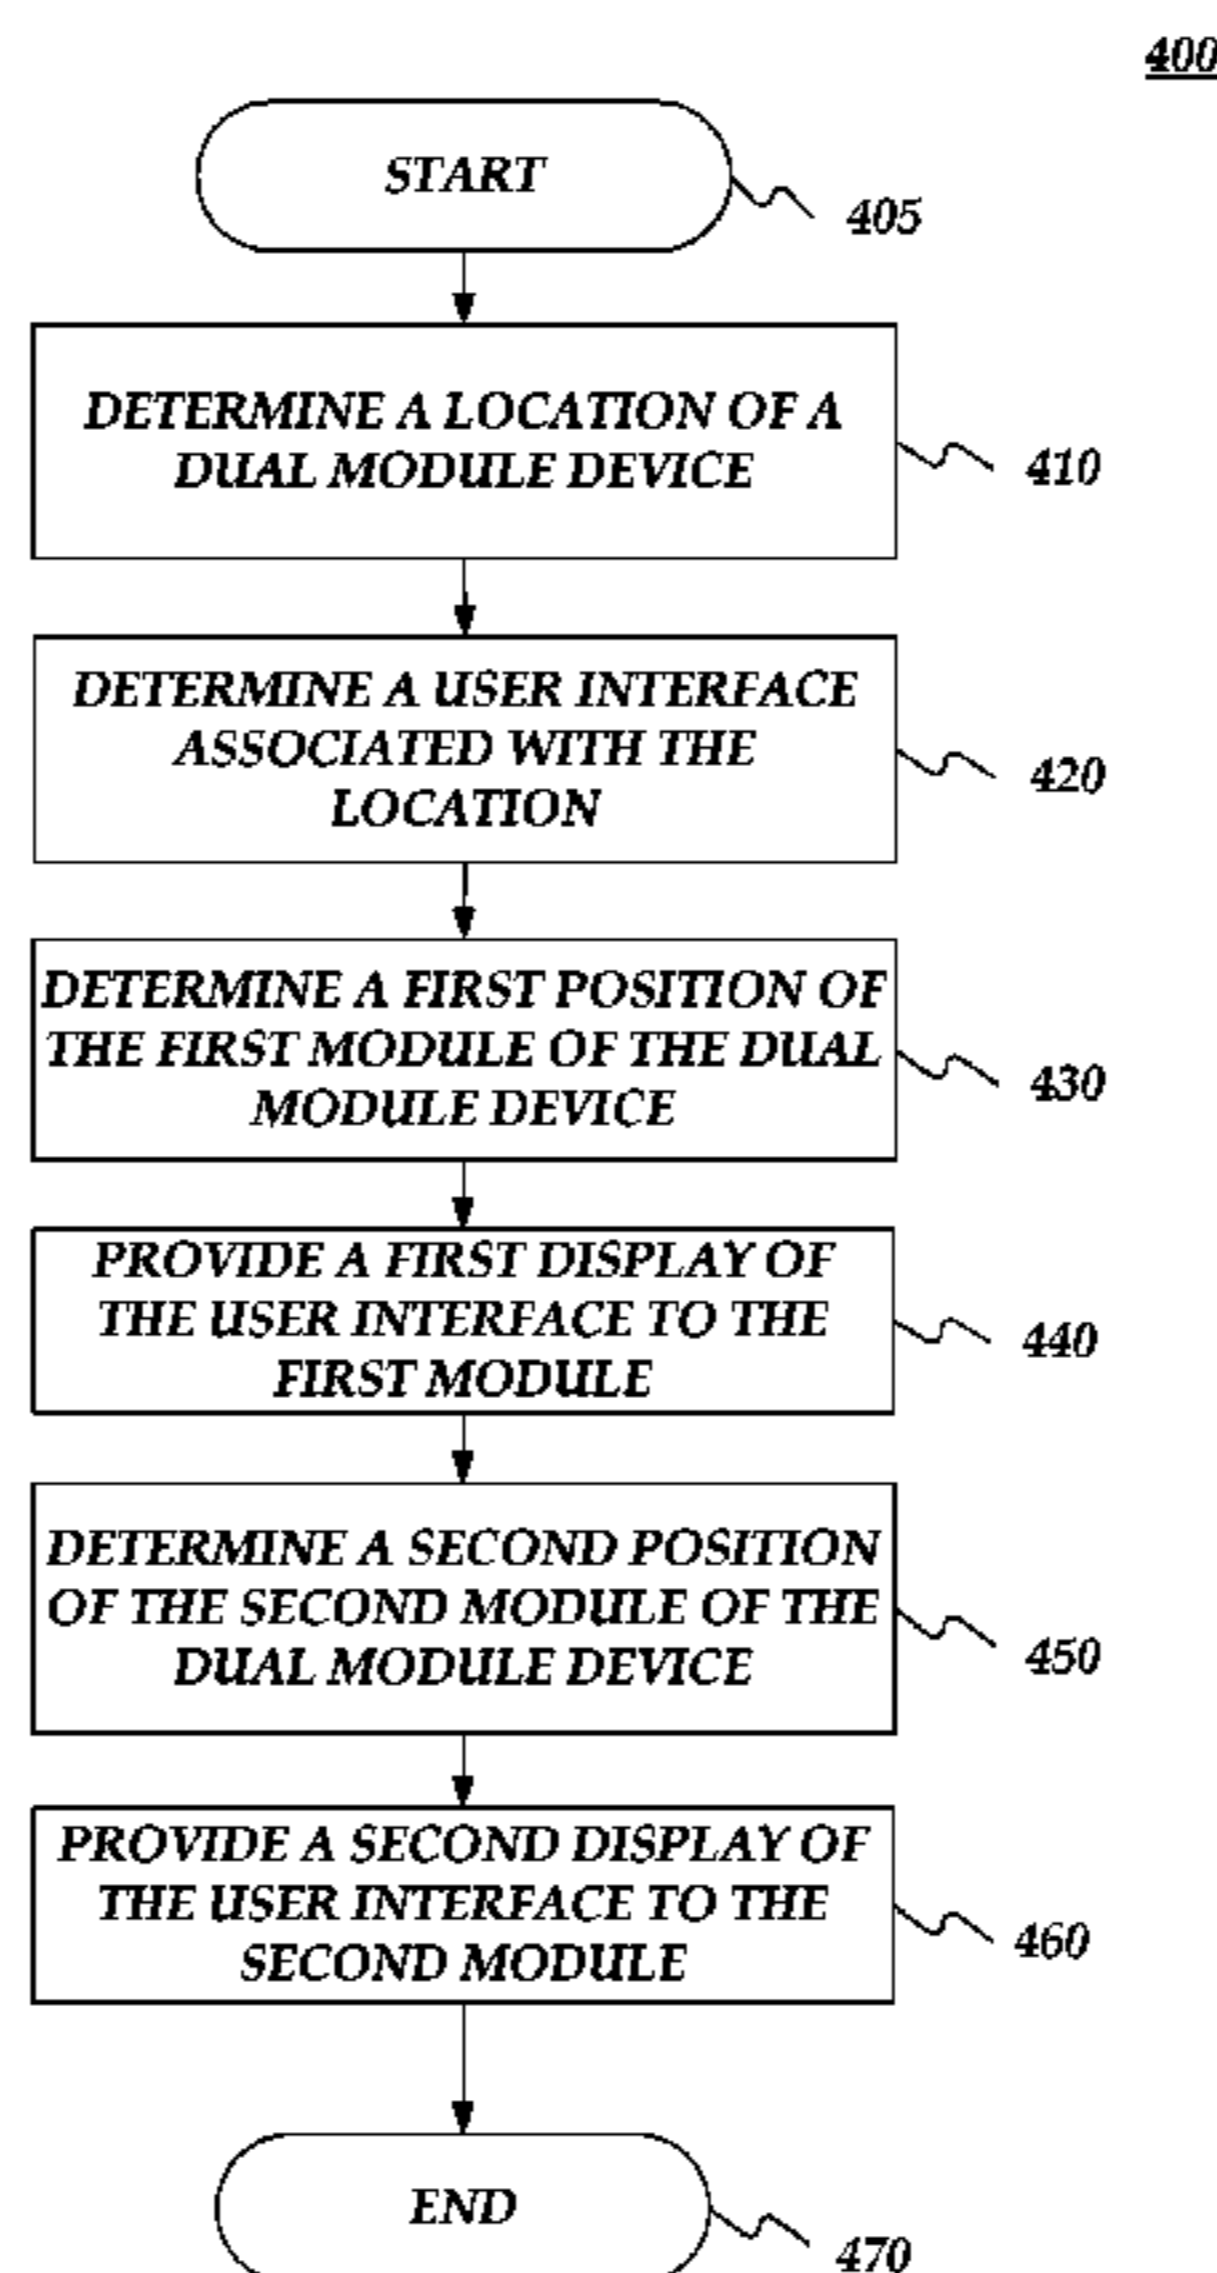 400
START
405
DETERMINE A LOCATION OF A
DUAL MODULE DEVICE
410
DETERMINE A USER INTERFACE
ASSOCIATED WITH THE
LOCATION
420
DETERMINE A FIRST POSITION OF
THE FIRST MODULE OF THE DUAL
MODULE DEVICE
430
PROVIDE A FIRST DISPLAY OF
THE USER INTERFACE TO THE
FIRST MODULE
440
DETERMINE A SECOND POSITION
OF THE SECOND MODULE OF THE
DUAL MODULE DEVICE
450
PROVIDE A SECOND DISPLAY OF
THE USER INTERFACE TO THE
SECOND MODULE
460
END
470